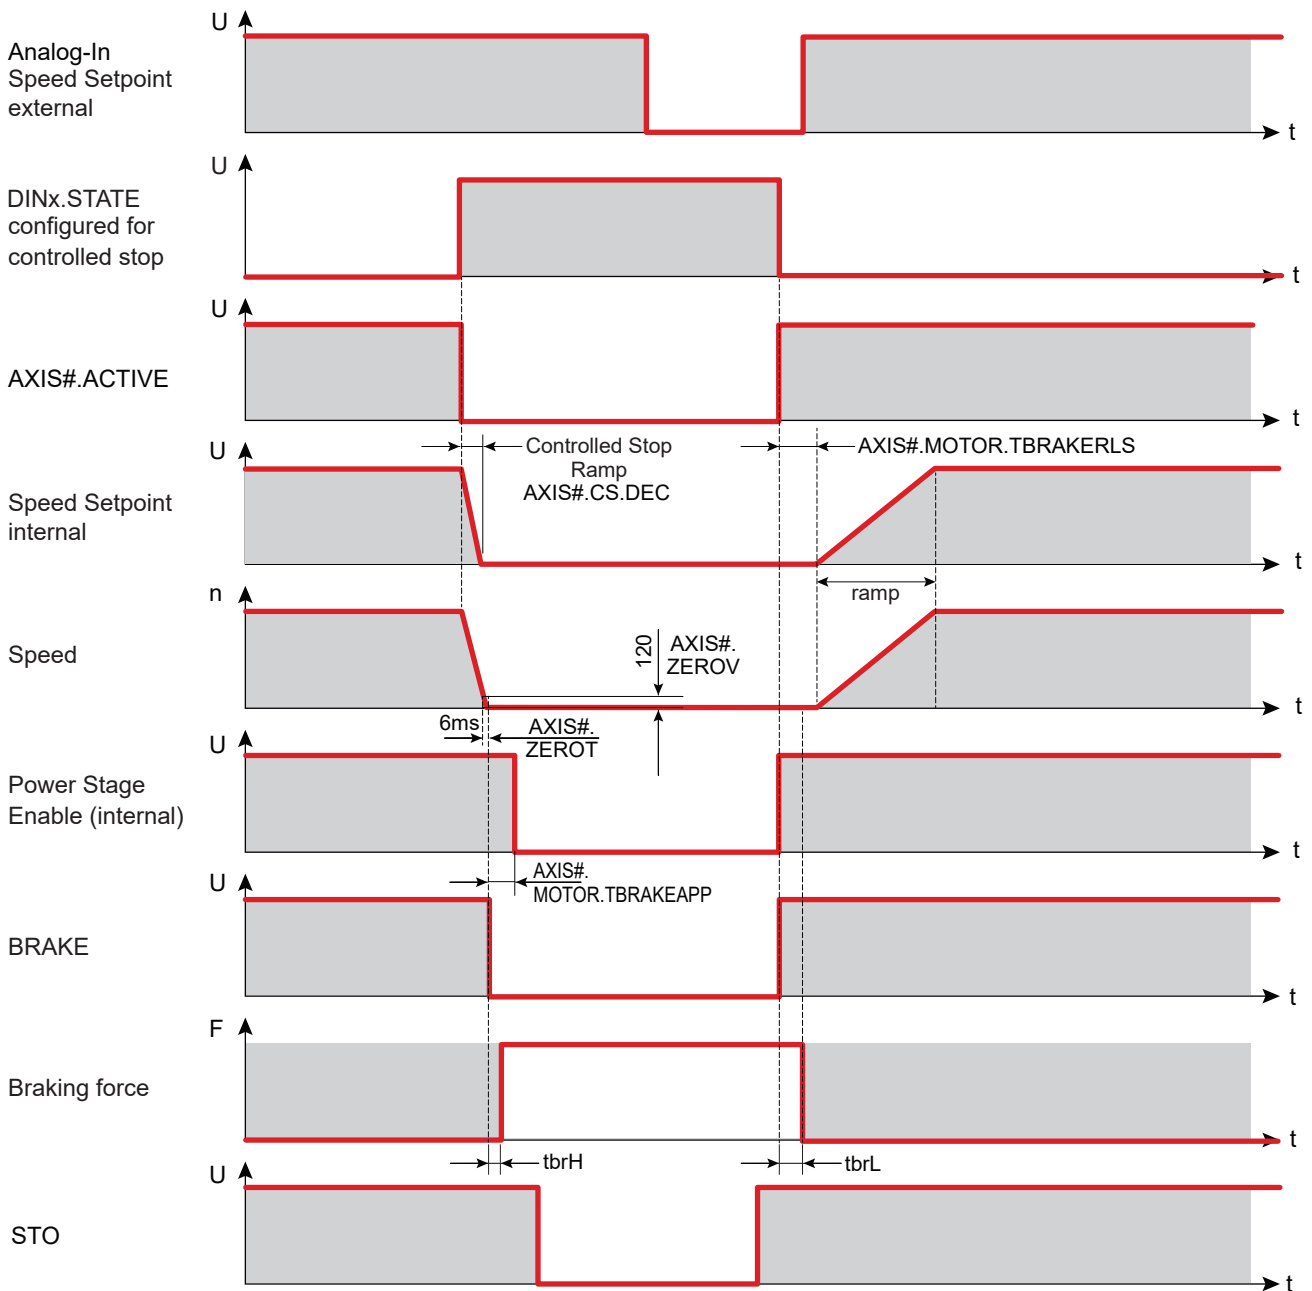 U
Analog-In
Speed Setpoint
external
t
U
DINx.STATE
configured for
controlled stop
t
U
AXIS#.ACTIVE
t
U
Controlled Stop
Ramp
AXIS#.CS.DEC
AXIS#.MOTOR.TBRAKERLS
Speed Setpoint
internal
t
ramp
n
Speed
120
AXIS#.
ZEROV
t
6ms
AXIS#.
ZEROT
U
Power Stage
Enable (internal)
t
U
AXIS#.
MOTOR.TBRAKEAPP
BRAKE
t
F
Braking force
t
tbrH
tbrL
U
STO
t